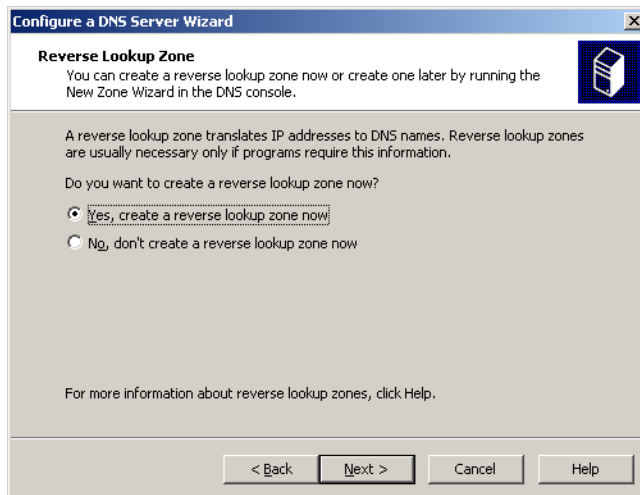 Configure a DNS Server Wizard
Reverse Lookup Zone
You can create a reverse lookup zone now or create one later by running the
New Zone Wizard in the DNS console.
A reverse lookup zone translates IP addresses to DNS names. Reverse lookup zones
are usually necessary only if programs require this information.
Do you want to create a reverse lookup zone now?
Yes, create a reverse lookup zone now
No, don't create a reverse lookup zone now
For more information about reverse lookup zones, click Help.
< Back Next > Cancel Help